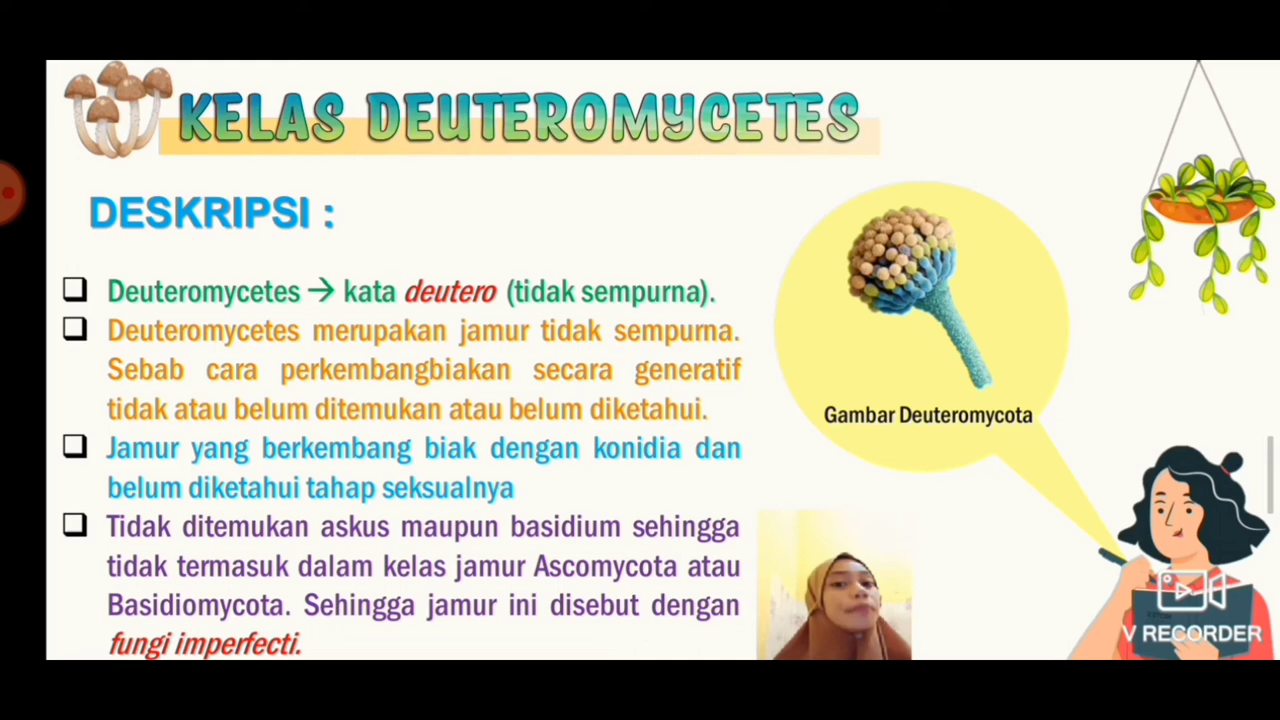 KELAS DEUTEROMYCETES
DESKRIPSI :
❑ Deuteromycetes → kata deutero (tidak sempurna).
❑ Deuteromycetes merupakan jamur tidak sempurna.
Sebab cara perkembangbiakan secara generatif
tidak atau belum ditemukan atau belum diketahui.
❑ Jamur yang berkembang biak dengan konidia dan
belum diketahui tahap seksualnya
❑ Tidak ditemukan askus maupun basidium sehingga
tidak termasuk dalam kelas jamur Ascomycota atau
Basidiomycota. Sehingga jamur ini disebut dengan
fungi imperfecti.
Gambar Deuteromycota
V RECORDER